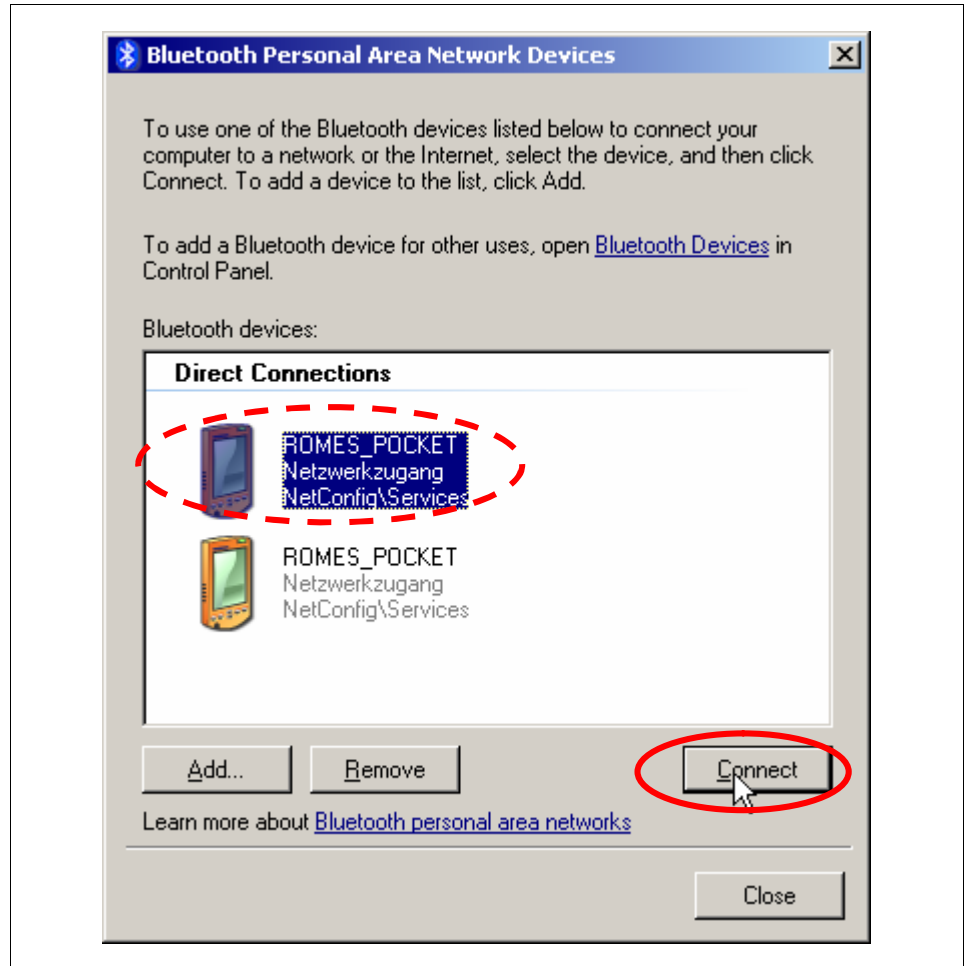 Bluetooth Personal Area Network Devices
To use one of the Bluetooth devices listed below to connect your
computer to a network or the Internet, select the device, and then click
Connect. To add a device to the list, click Add.
To add a Bluetooth device for other uses, open Bluetooth Devices in
Control Panel.
Bluetooth devices:
Direct Connections
ROMES_POCKET
Netzwerkzugang
NetConfig\Services
ROMES_POCKET
Netzwerkzugang
NetConfig\Services
Add... Remove Connect
Learn more about Bluetooth personal area networks
Close